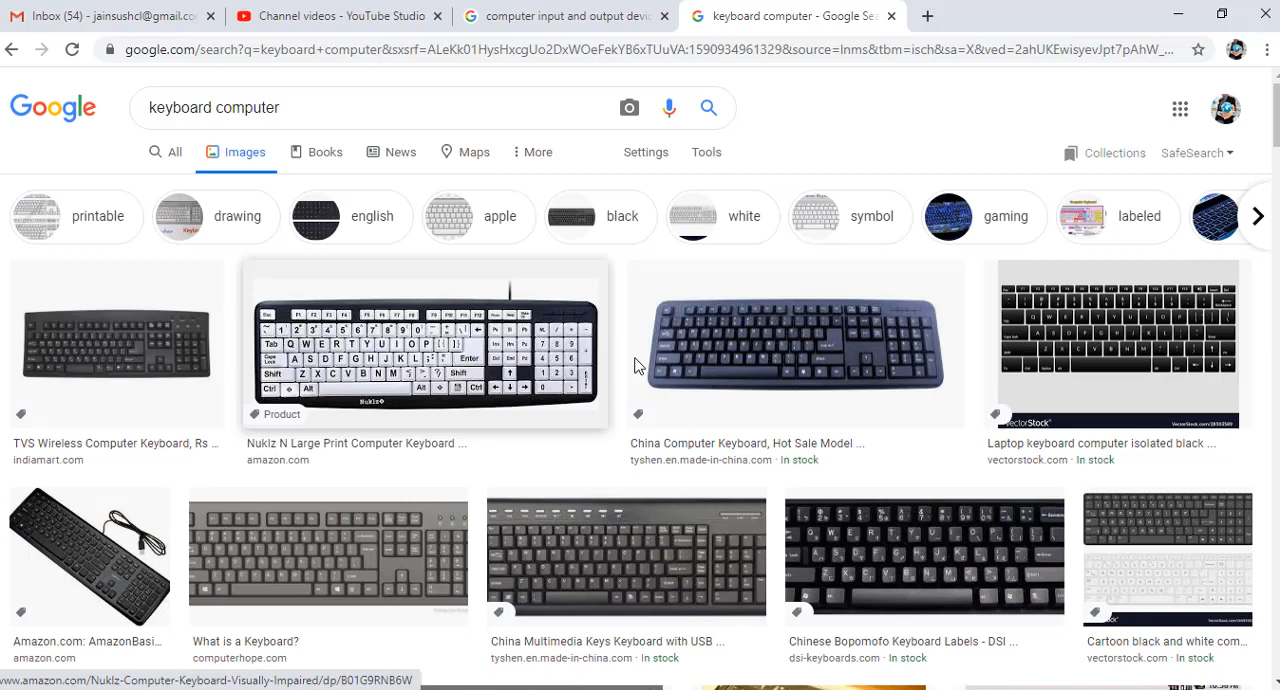 Inbox (54) - jainsushcl@gmail.co
Channel videos - YouTube Studio
computer input and output devi
keyboard computer - Google Sea
google.com/search?q=keyboard+computer&sxsrf=ALeKk01HysHxcgUo2DxWOeFekYB6xTUuVA:1590934961329&source=lnms&tbm=isch&sa=X&ved=2ahUKEwisyevJpt7pAhW_...
Google
keyboard computer
All
Images
Books
News
Maps
More
Settings
Tools
Collections
SafeSearch
printable
drawing
english
apple
black
white
symbol
gaming
labeled
Product
Nuklz
VectorStock
VectorStock.com/28503589
TVS Wireless Computer Keyboard, Rs ...
indiamart.com
Nuklz N Large Print Computer Keyboard ...
amazon.com
China Computer Keyboard, Hot Sale Model ...
tyshen.en.made-in-china.com · In stock
Laptop keyboard computer isolated black ...
vectorstock.com · In stock
Amazon.com: AmazonBasi...
amazon.com
What is a Keyboard?
computerhope.com
China Multimedia Keys Keyboard with USB ...
tyshen.en.made-in-china.com · In stock
Chinese Bopomofo Keyboard Labels - DSI ...
dsi-keyboards.com · In stock
Cartoon black and white com...
vectorstock.com · In stock
www.amazon.com/Nuklz-Computer-Keyboard-Visually-Impaired/dp/B01G9RNB6W